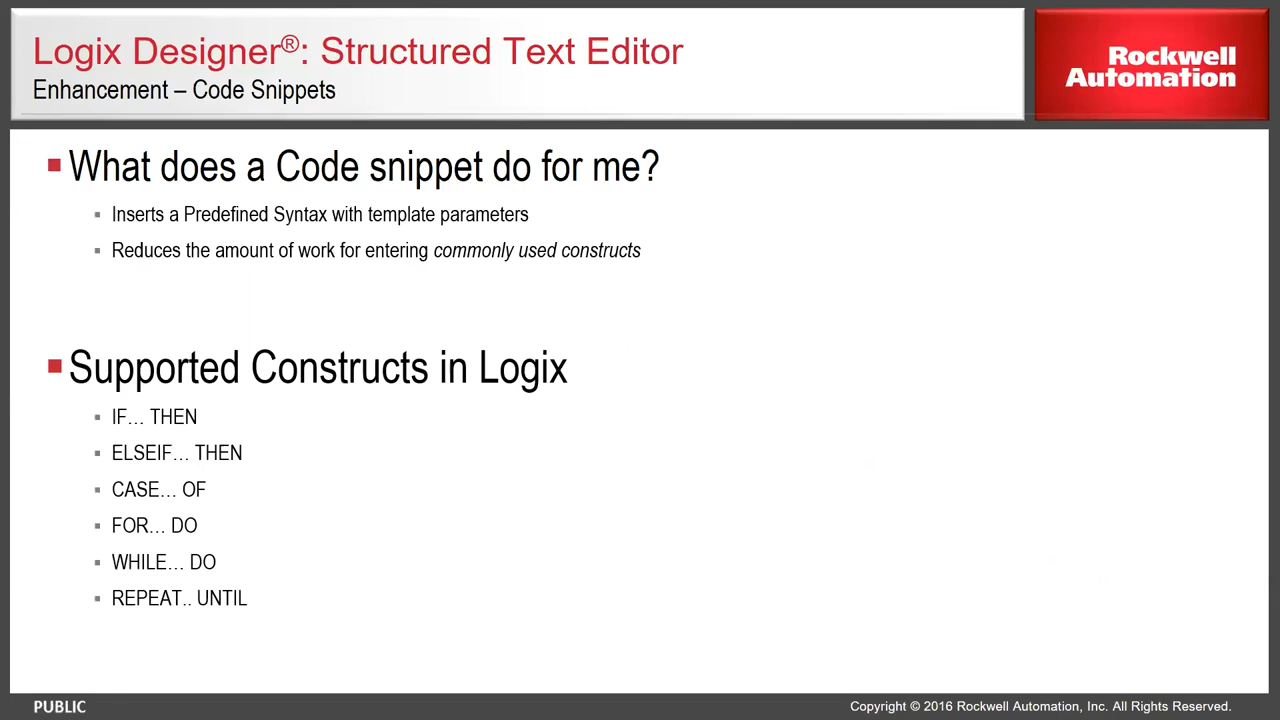 Logix Designer®: Structured Text Editor
Enhancement – Code Snippets
Rockwell
Automation
What does a Code snippet do for me?
Inserts a Predefined Syntax with template parameters
Reduces the amount of work for entering commonly used constructs
Supported Constructs in Logix
IF… THEN
ELSEIF… THEN
CASE… OF
FOR… DO
WHILE… DO
REPEAT.. UNTIL
PUBLIC
Copyright © 2016 Rockwell Automation, Inc. All Rights Reserved.